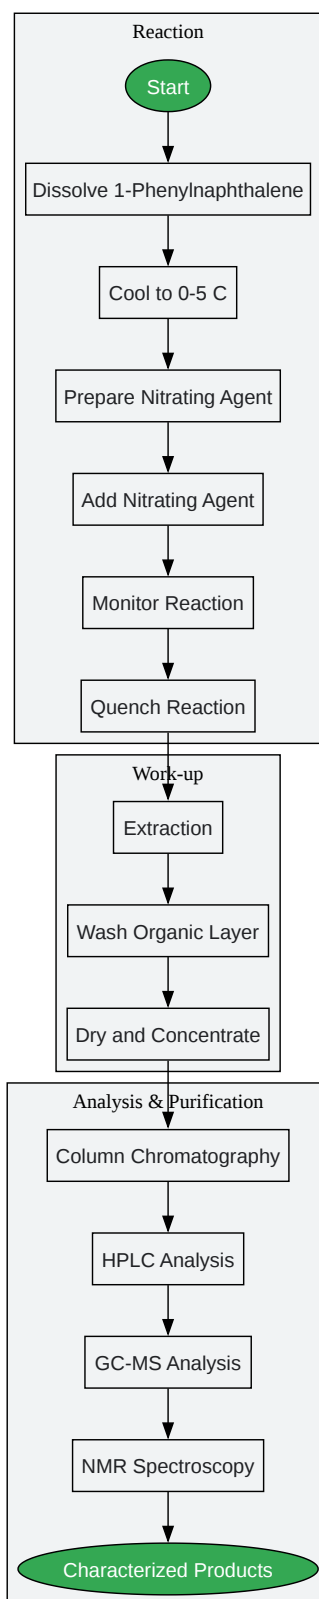 Reaction
Start
Dissolve 1-Phenylnaphthalene
Cool to 0-5 C
Prepare Nitrating Agent
Add Nitrating Agent
Monitor Reaction
Quench Reaction
Work-up
Extraction
Wash Organic Layer
Dry and Concentrate
Analysis & Purification
Column Chromatography
HPLC Analysis
GC-MS Analysis
NMR Spectroscopy
Characterized Products